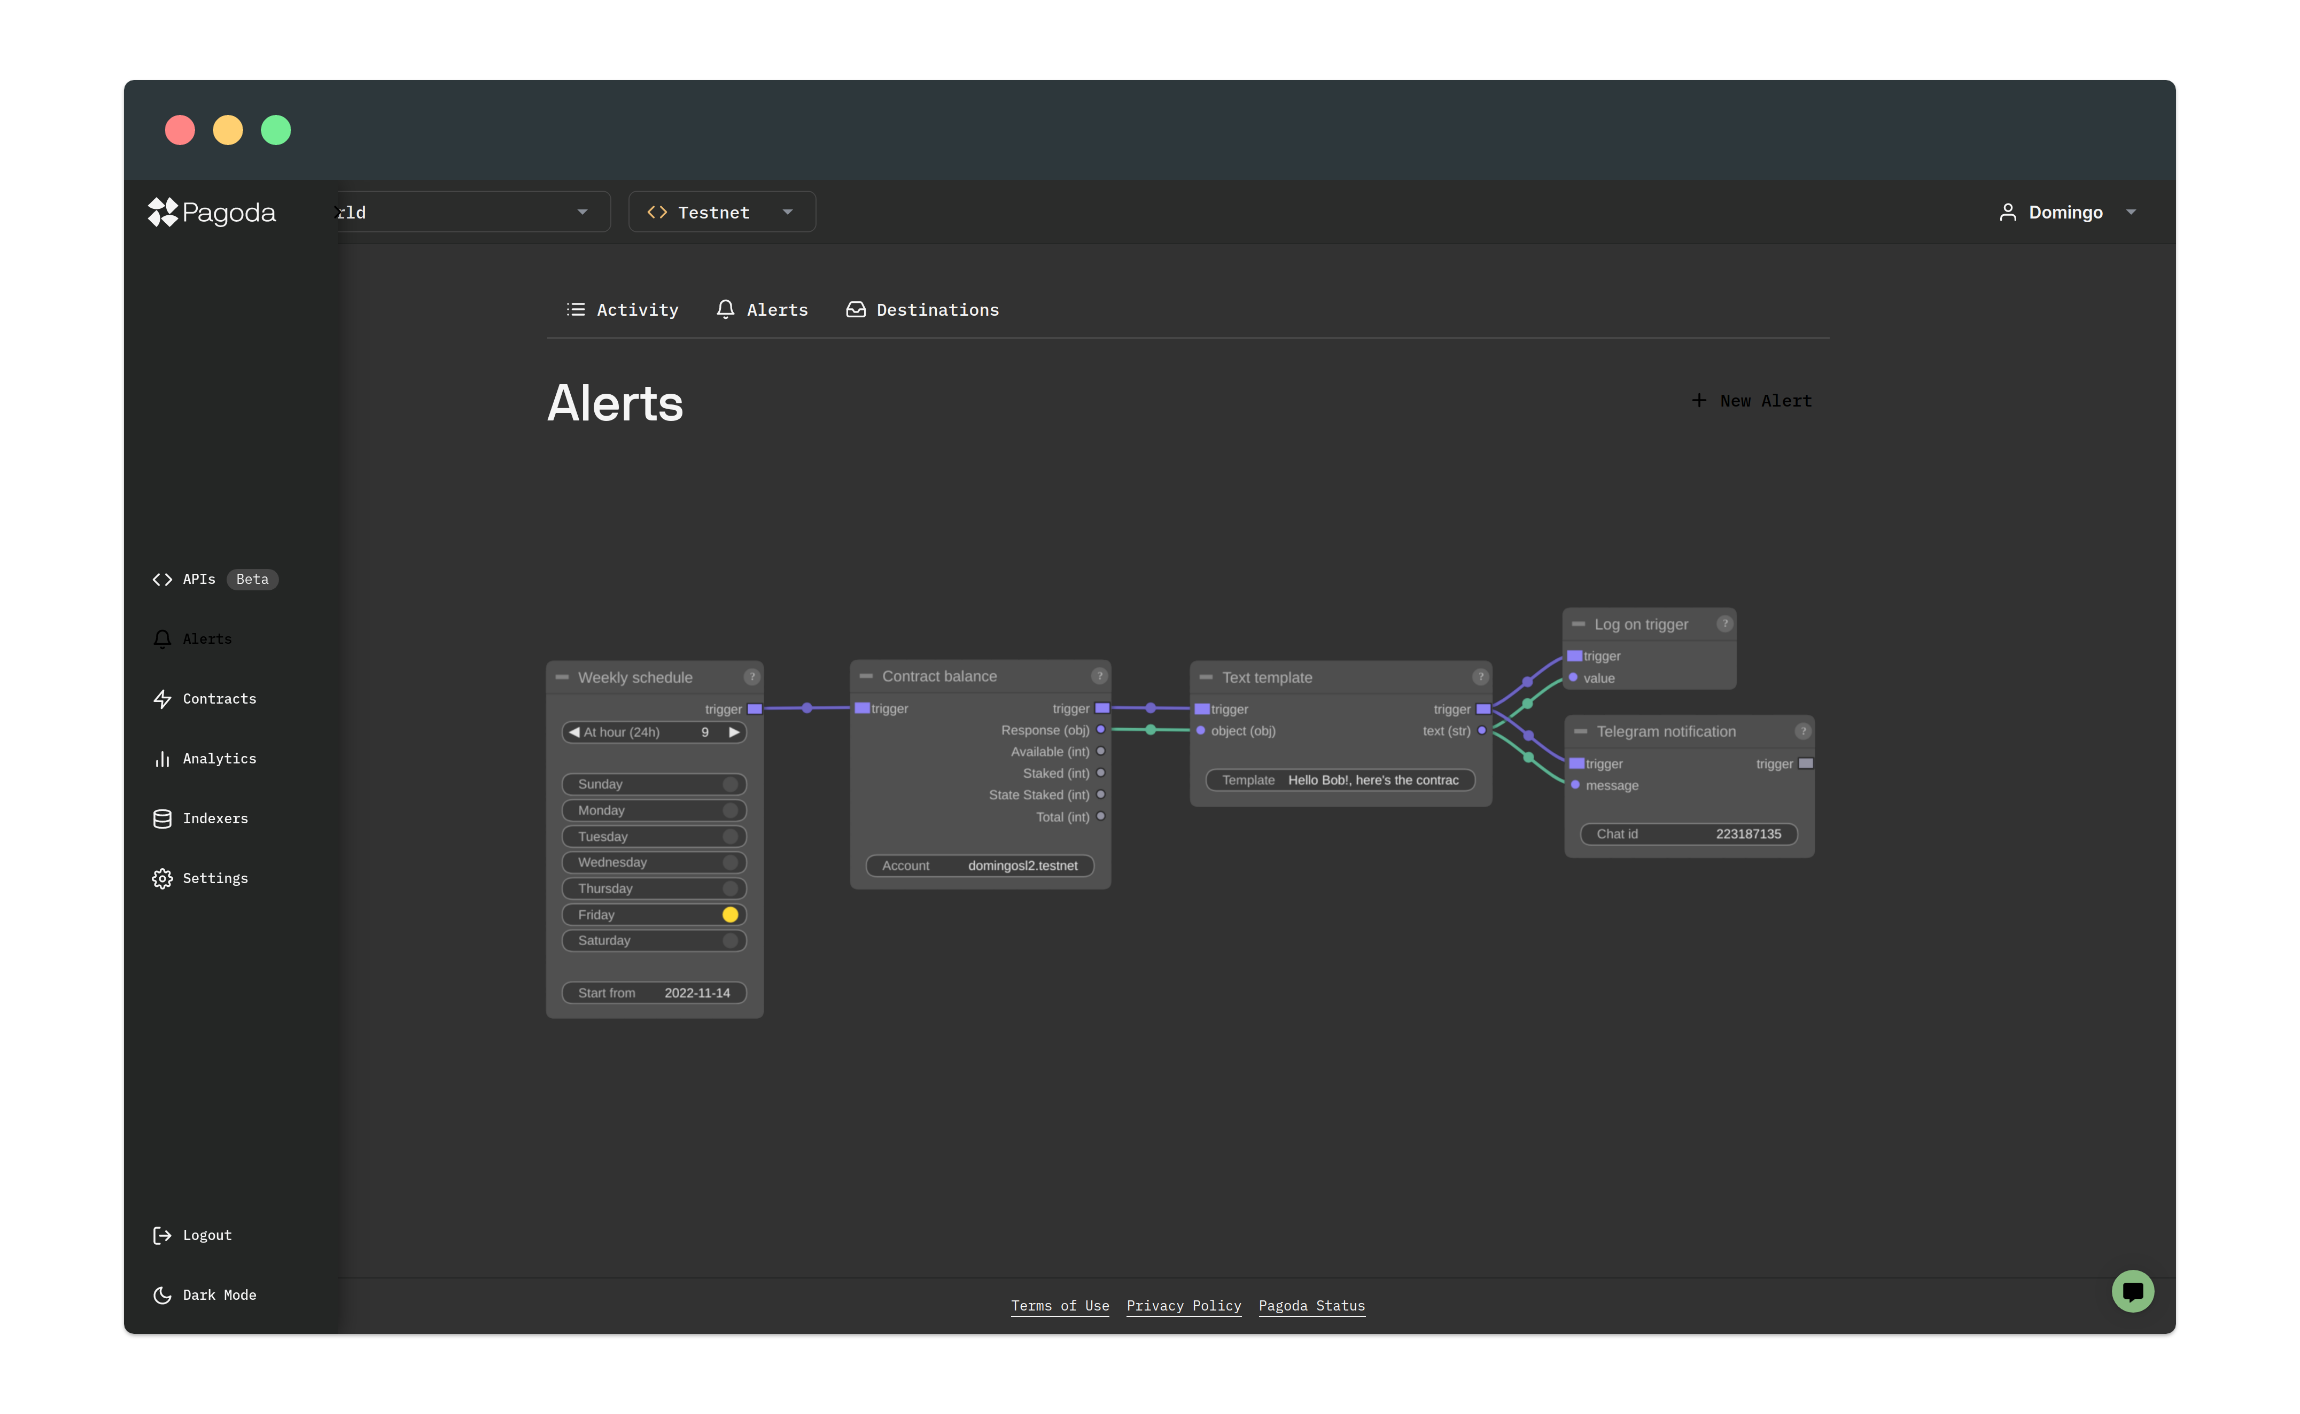 Pagoda
rld
Testnet
Domingo
Activity
Alerts
Destinations
Alerts
+ New Alert
APIs Beta
Alerts
Contracts
Analytics
Indexers
Settings
Logout
Dark Mode
Weekly schedule ?
trigger
At hour (24h) 9
Sunday
Monday
Tuesday
Wednesday
Thursday
Friday
Saturday
Start from 2022-11-14
Contract balance ?
trigger trigger
Response (obj)
Available (int)
Staked (int)
State Staked (int)
Total (int)
Account domingosl2.testnet
Text template ?
trigger trigger
object (obj) text (str)
Template Hello Bob!, here's the contrac
Log on trigger ?
trigger
value
Telegram notification ?
trigger trigger
message
Chat id 223187135
Terms of Use Privacy Policy Pagoda Status